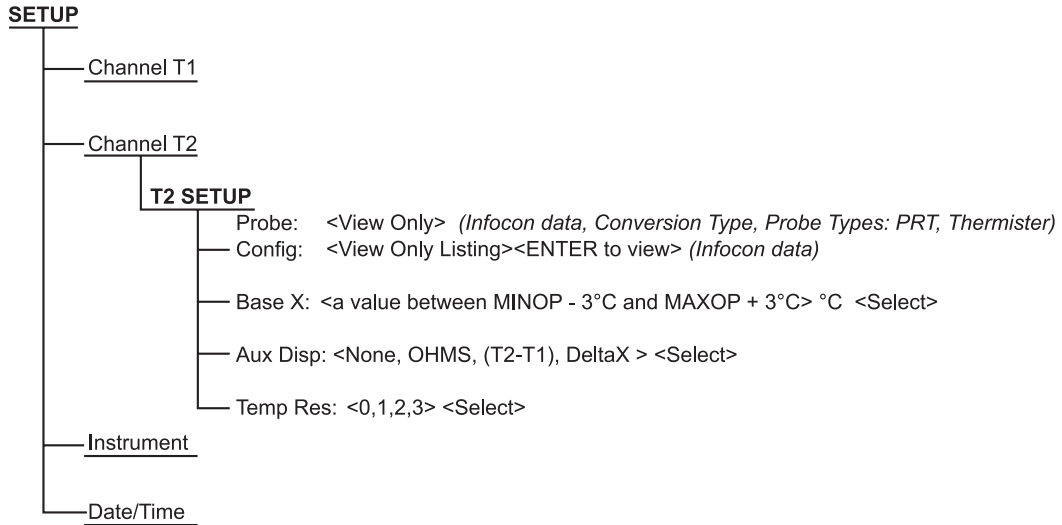 SETUP
Channel T1
Channel T2
T2 SETUP
Probe: <View Only> (Infocon data, Conversion Type, Probe Types: PRT, Thermister)
Config: <View Only Listing><ENTER to view> (Infocon data)
Base X: <a value between MINOP - 3°C and MAXOP + 3°C> °C <Select>
Aux Disp: <None, OHMS, (T2-T1), DeltaX > <Select>
Temp Res: <0,1,2,3> <Select>
Instrument
Date/Time